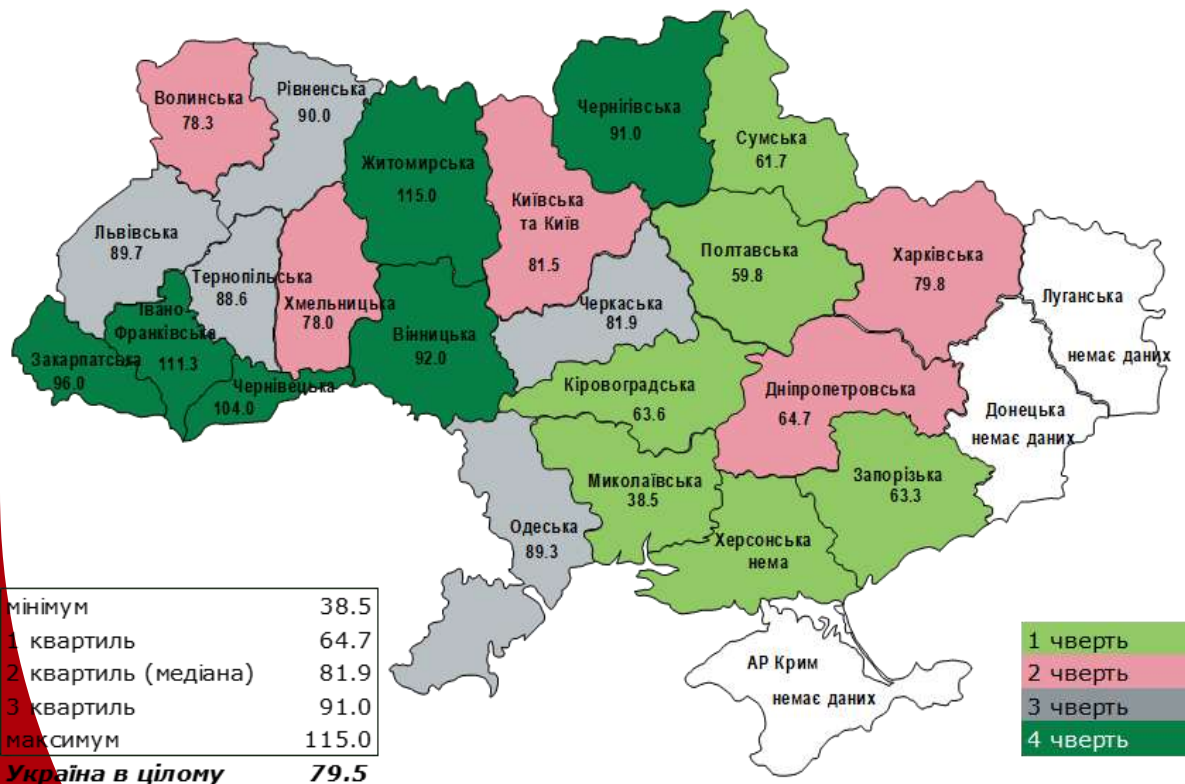 Волинська
78.3
Рівненська
90.0
Житомирська
115.0
Київська
та Київ
81.5
Чернігівська
91.0
Сумська
61.7
Львівська
89.7
Тернопільська
88.6
Хмельницька
78.0
Вінницька
92.0
Черкаська
81.9
Полтавська
59.8
Харківська
79.8
Луганська
немає даних
Івано-
Франківська
111.3
Закарпатська
96.0
Чернівецька
104.0
Кіровоградська
63.6
Дніпропетровська
64.7
Донецька
немає даних
Миколаївська
38.5
Запорізька
63.3
Одеська
89.3
Херсонська
нема
АР Крим
немає даних
мінімум 38.5
1 квартиль 64.7
2 квартиль (медіана) 81.9
3 квартиль 91.0
максимум 115.0
Україна в цілому 79.5
1 чверть
2 чверть
3 чверть
4 чверть